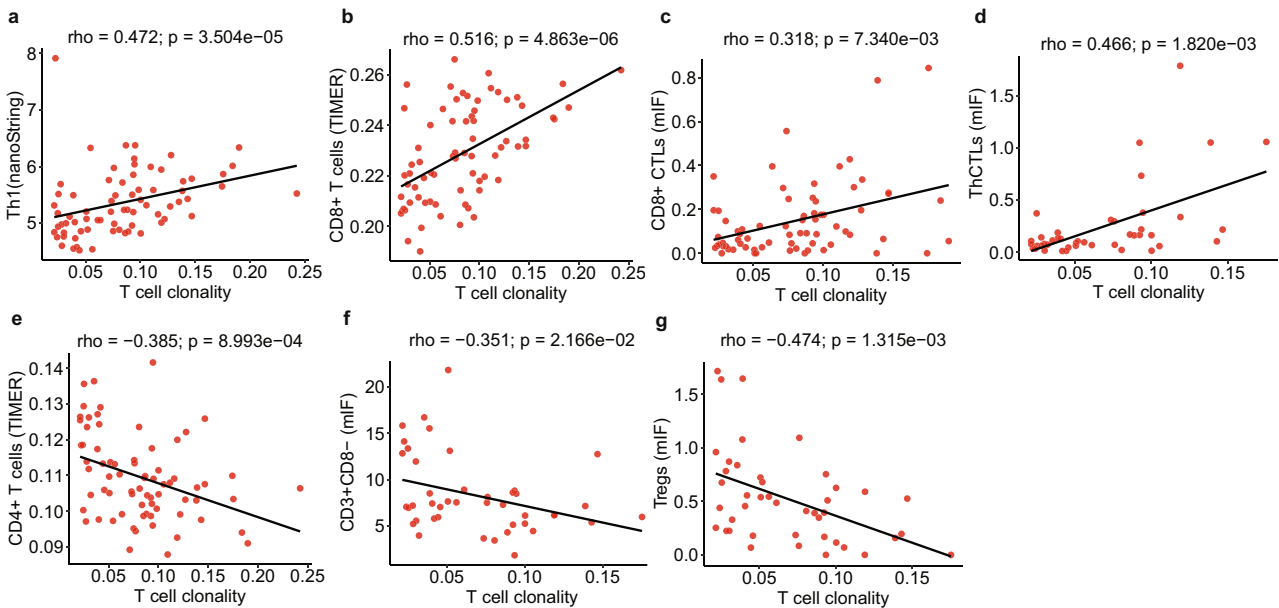 a
rho = 0.472; p = 3.504e−05
Th1(nanoString)
8
7
6
5
0.05 0.10 0.15 0.20 0.25
T cell clonality
b
rho = 0.516; p = 4.863e−06
CD8+ T cells (TIMER)
0.26
0.24
0.22
0.20
0.05 0.10 0.15 0.20 0.25
T cell clonality
c
rho = 0.318; p = 7.340e−03
CD8+ CTLs (mIF)
0.8
0.6
0.4
0.2
0.0
0.05 0.10 0.15
T cell clonality
d
rho = 0.466; p = 1.820e−03
ThCTLs (mIF)
1.5
1.0
0.5
0.0
0.05 0.10 0.15
T cell clonality
e
rho = −0.385; p = 8.993e−04
CD4+ T cells (TIMER)
0.14
0.13
0.12
0.11
0.10
0.09
0.05 0.10 0.15 0.20 0.25
T cell clonality
f
rho = −0.351; p = 2.166e−02
CD3+CD8− (mIF)
20
15
10
5
0.05 0.10 0.15
T cell clonality
g
rho = −0.474; p = 1.315e−03
Tregs (mIF)
1.5
1.0
0.5
0.0
0.05 0.10 0.15
T cell clonality